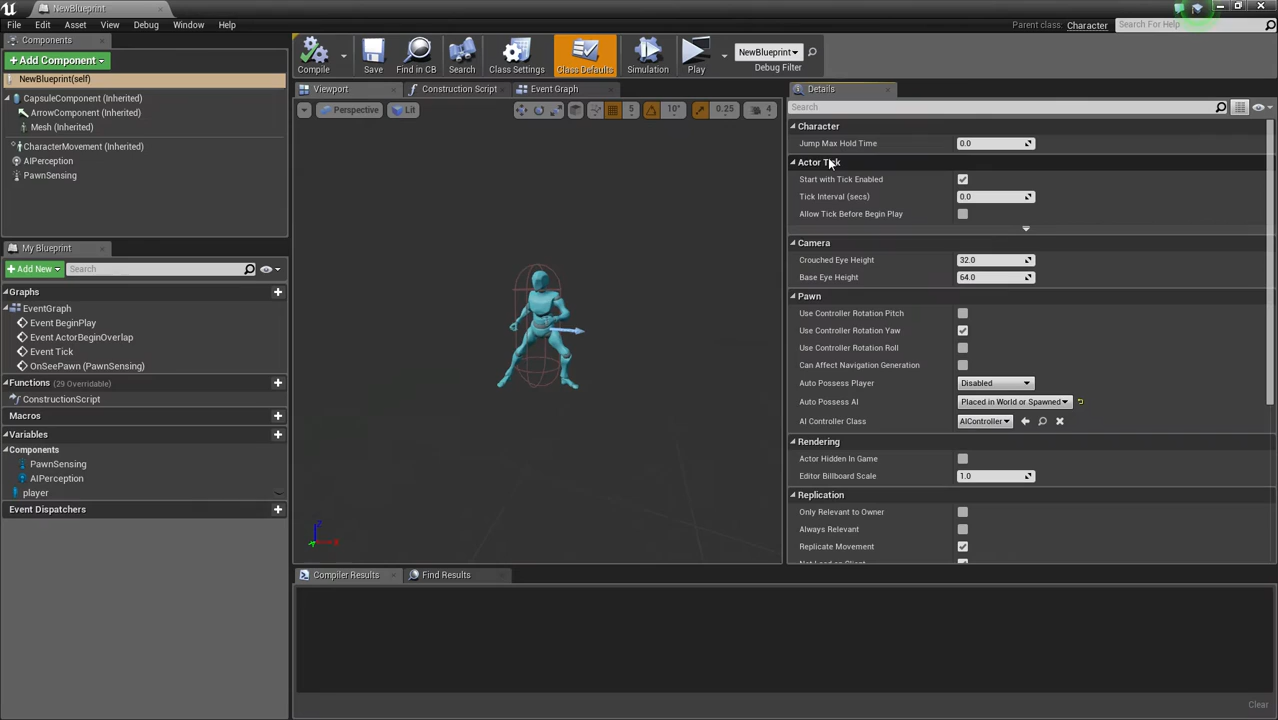 NewBlueprint
File Edit Asset View Debug Window Help
Parent class: Character Search For Help
Components
+Add Component
NewBlueprint(self)
CapsuleComponent (Inherited)
ArrowComponent (Inherited)
Mesh (Inherited)
CharacterMovement (Inherited)
AIPerception
PawnSensing
My Blueprint
+Add New Search
Graphs
EventGraph
Event BeginPlay
Event ActorBeginOverlap
Event Tick
OnSeePawn (PawnSensing)
Functions (29 Overridable)
ConstructionScript
Macros
Variables
Components
PawnSensing
AIPerception
player
Event Dispatchers
Compile Save Find in CB Search Class Settings Class Defaults Simulation Play
NewBlueprint
Debug Filter
Viewport Construction Script Event Graph
Perspective Lit 5 10° 0.25 4
Z
Compiler Results Find Results
Clear
Details
Search
Character
Jump Max Hold Time 0.0
Actor Tick
Start with Tick Enabled
Tick Interval (secs) 0.0
Allow Tick Before Begin Play
Camera
Crouched Eye Height 32.0
Base Eye Height 64.0
Pawn
Use Controller Rotation Pitch
Use Controller Rotation Yaw
Use Controller Rotation Roll
Can Affect Navigation Generation
Auto Possess Player Disabled
Auto Possess AI Placed in World or Spawned
AI Controller Class AIController
Rendering
Actor Hidden In Game
Editor Billboard Scale 1.0
Replication
Only Relevant to Owner
Always Relevant
Replicate Movement
Net Load on Client